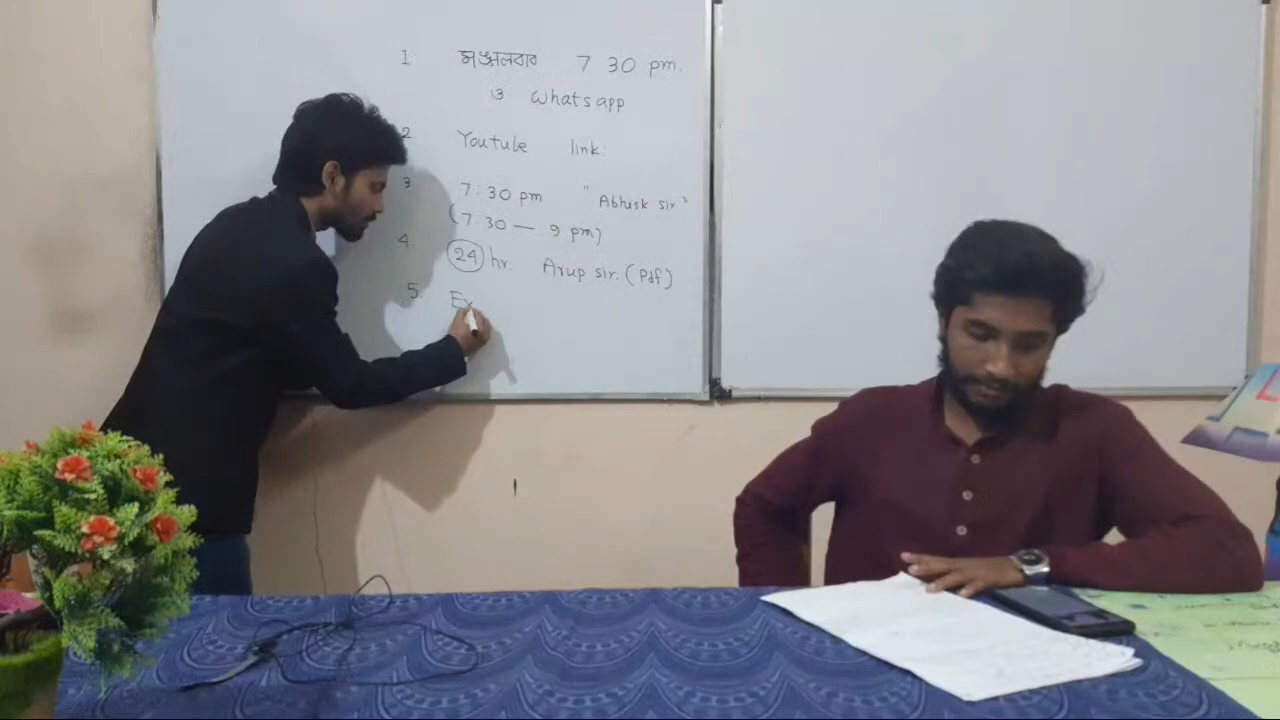 1 মঙ্গলবার 7 30 pm.
ও Whatsapp
2. Youtube link:
3 7:30 pm "Abhisk sir"
(7:30 — 9 pm)
4. 24 hr. Arup sir. (Pdf)
5. Ex